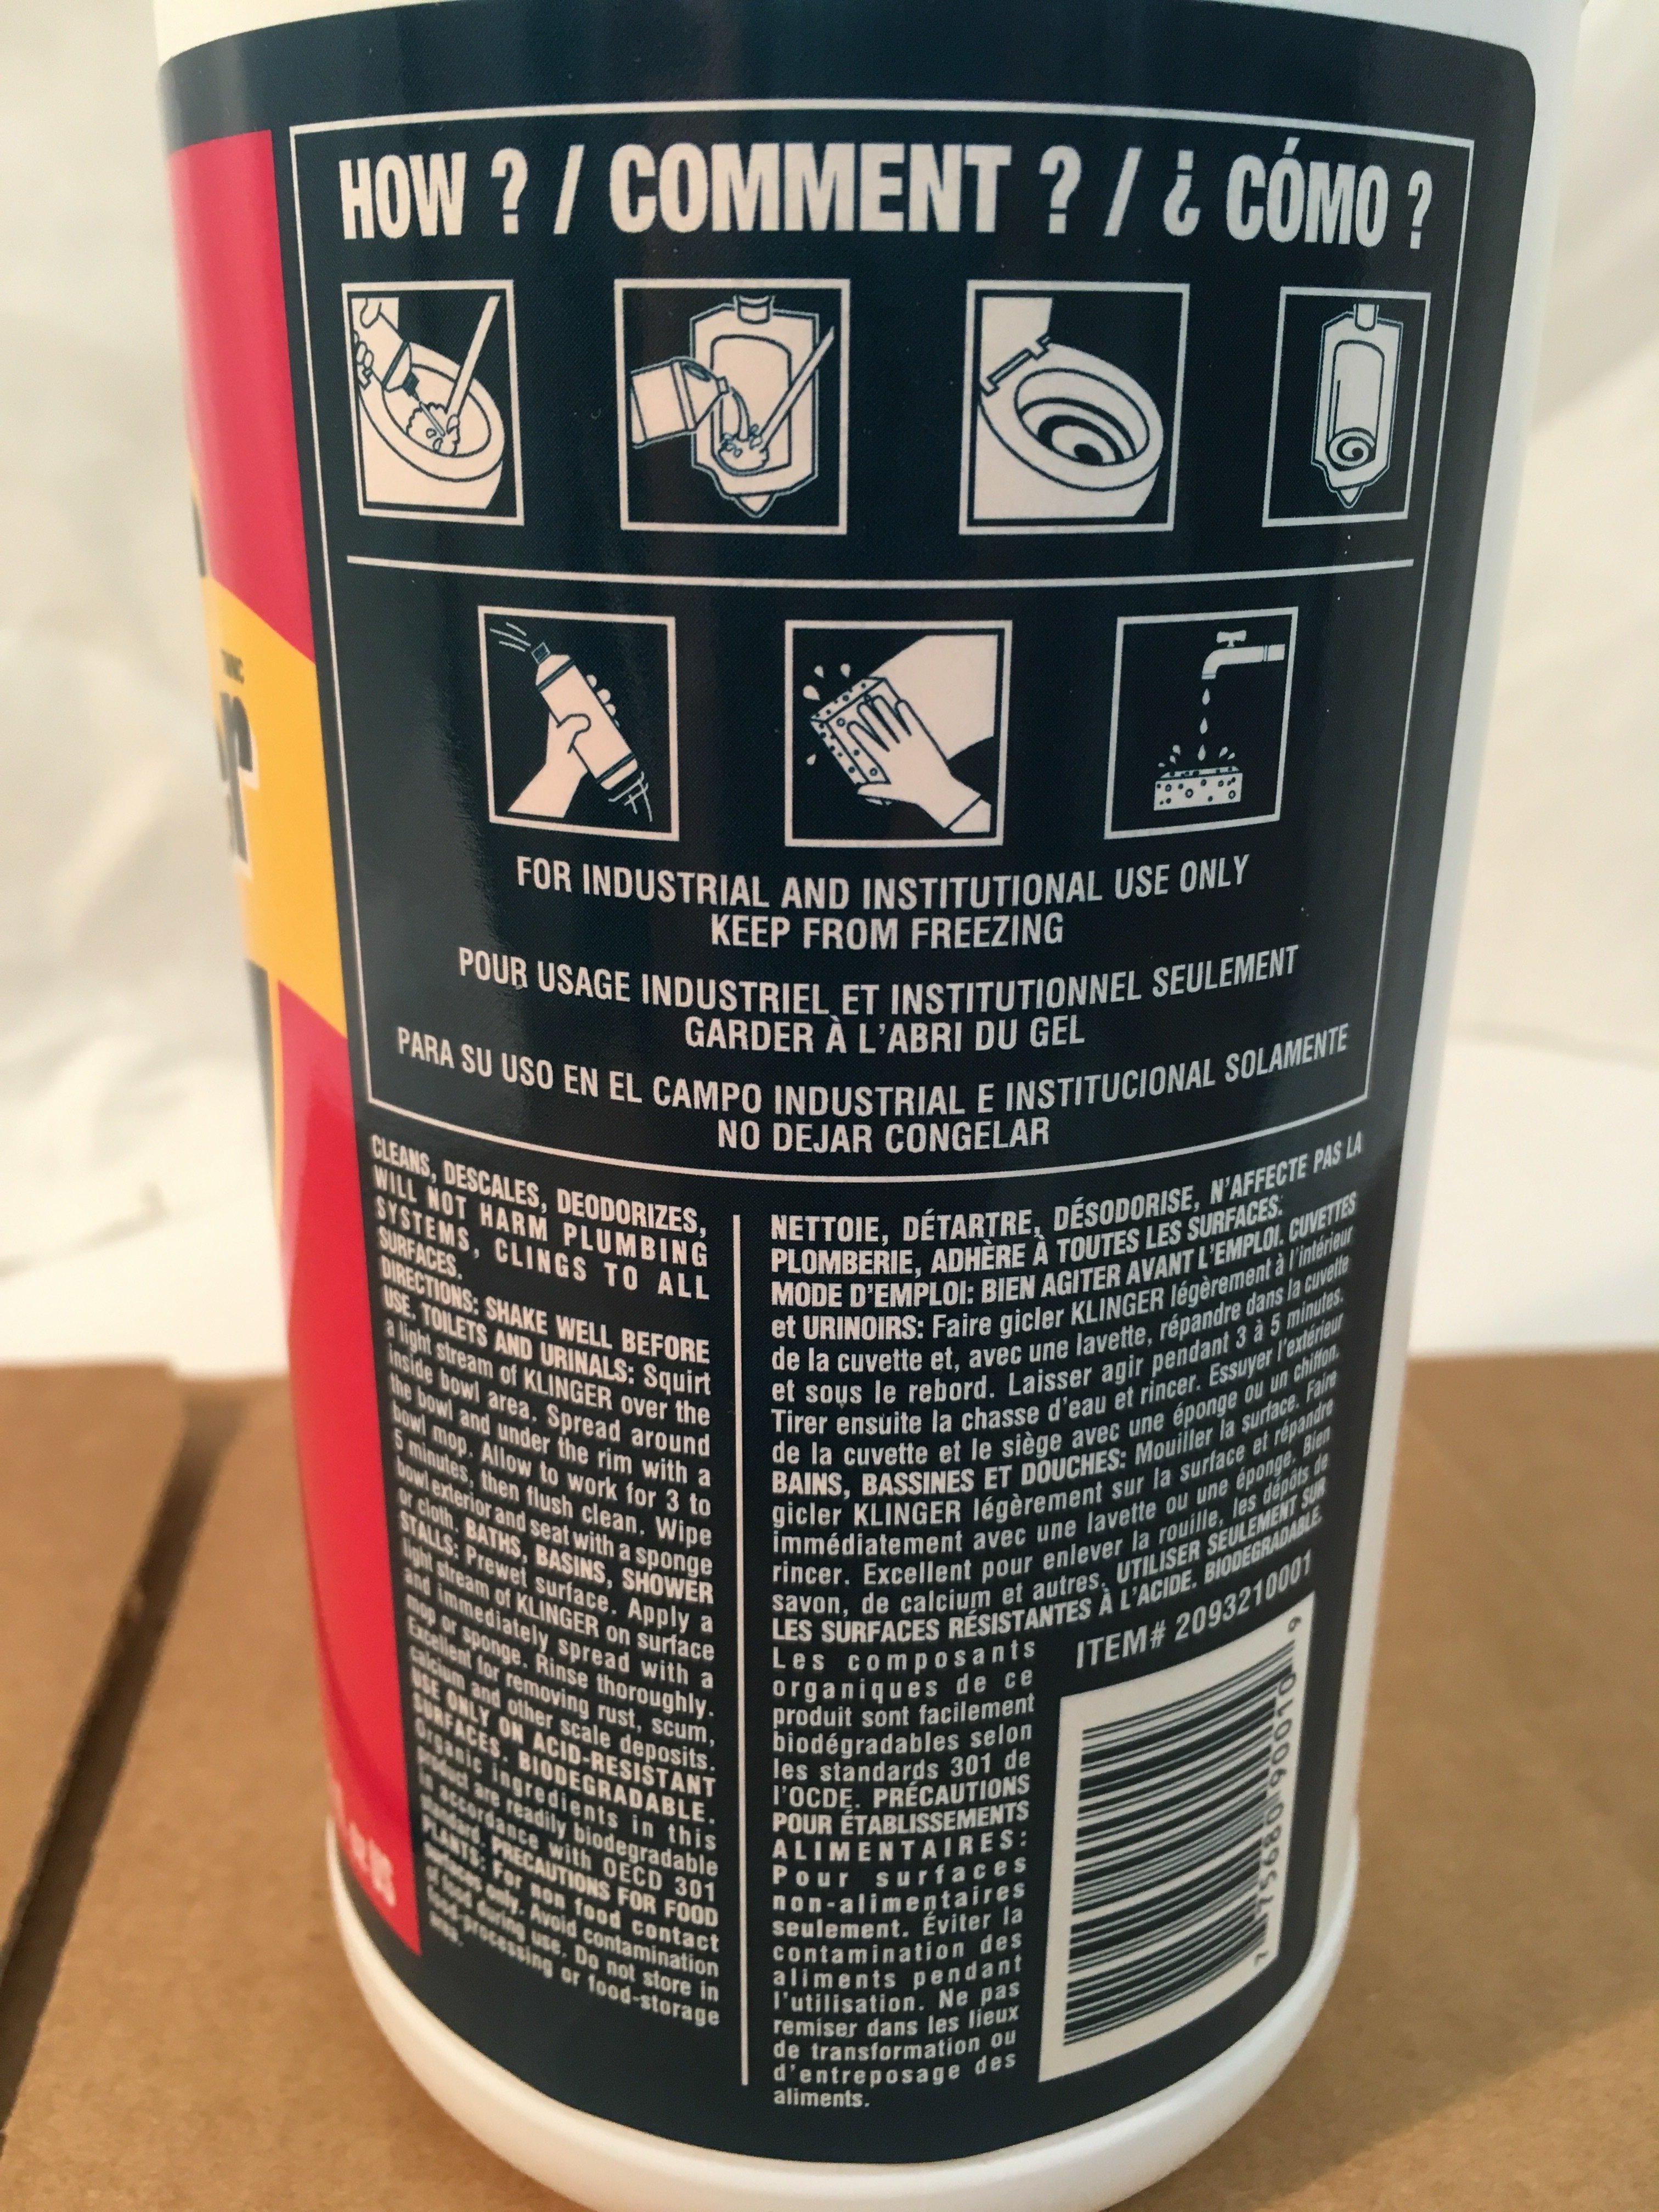 HOW ? / COMMENT ? / ¿ CÓMO ?
FOR INDUSTRIAL AND INSTITUTIONAL USE ONLY
KEEP FROM FREEZING
POUR USAGE INDUSTRIEL ET INSTITUTIONNEL SEULEMENT
GARDER À L'ABRI DU GEL
PARA SU USO EN EL CAMPO INDUSTRIAL E INSTITUCIONAL SOLAMENTE
NO DEJAR CONGELAR
CLEANS, DESCALES, DEODORIZES,
WILL NOT HARM PLUMBING
SYSTEMS, CLINGS TO ALL
SURFACES.
DIRECTIONS: SHAKE WELL BEFORE
USE. TOILETS AND URINALS: Squirt
a light stream of KLINGER over the
inside bowl area. Spread around
the bowl and under the rim with a
bowl mop. Allow to work for 3 to
5 minutes, then flush clean. Wipe
bowl exterior and seat with a sponge
or cloth. BATHS, BASINS, SHOWER
STALLS: Prewet surface. Apply a
light stream of KLINGER on surface
and immediately spread with a
mop or sponge. Rinse thoroughly.
Excellent for removing rust, scum,
calcium and other scale deposits.
USE ONLY ON ACID-RESISTANT
SURFACES. BIODEGRADABLE.
Organic ingredients in this
product are readily biodegradable
in accordance with OECD 301
standard. PRECAUTIONS FOR FOOD
PLANTS: For non food contact
surfaces only. Avoid contamination
of food during use. Do not store in
food-processing or food-storage
area.
NETTOIE, DÉTARTRE, DÉSODORISE, N'AFFECTE PAS LA
PLOMBERIE, ADHÈRE À TOUTES LES SURFACES.
MODE D'EMPLOI: BIEN AGITER AVANT L'EMPLOI. CUVETTES
et URINOIRS: Faire gicler KLINGER légèrement à l'intérieur
de la cuvette et, avec une lavette, répandre dans la cuvette
et sous le rebord. Laisser agir pendant 3 à 5 minutes.
Tirer ensuite la chasse d'eau et rincer. Essuyer l'extérieur
de la cuvette et le siège avec une éponge ou un chiffon.
BAINS, BASSINES ET DOUCHES: Mouiller la surface. Faire
gicler KLINGER légèrement sur la surface et répandre
immédiatement avec une lavette ou une éponge. Bien
rincer. Excellent pour enlever la rouille, les dépôts de
savon, de calcium et autres. UTILISER SEULEMENT SUR
LES SURFACES RÉSISTANTES À L'ACIDE. BIODEGRADABLE.
Les composants
organiques de ce
produit sont facilement
biodégradables selon
les standards 301 de
l'OCDE. PRÉCAUTIONS
POUR ÉTABLISSEMENTS
ALIMENTAIRES:
Pour surfaces
non-alimentaires
seulement. Éviter la
contamination des
aliments pendant
l'utilisation. Ne pas
remiser dans les lieux
de transformation ou
d'entreposage des
aliments.
ITEM# 2093210001
7 75680 90010 9